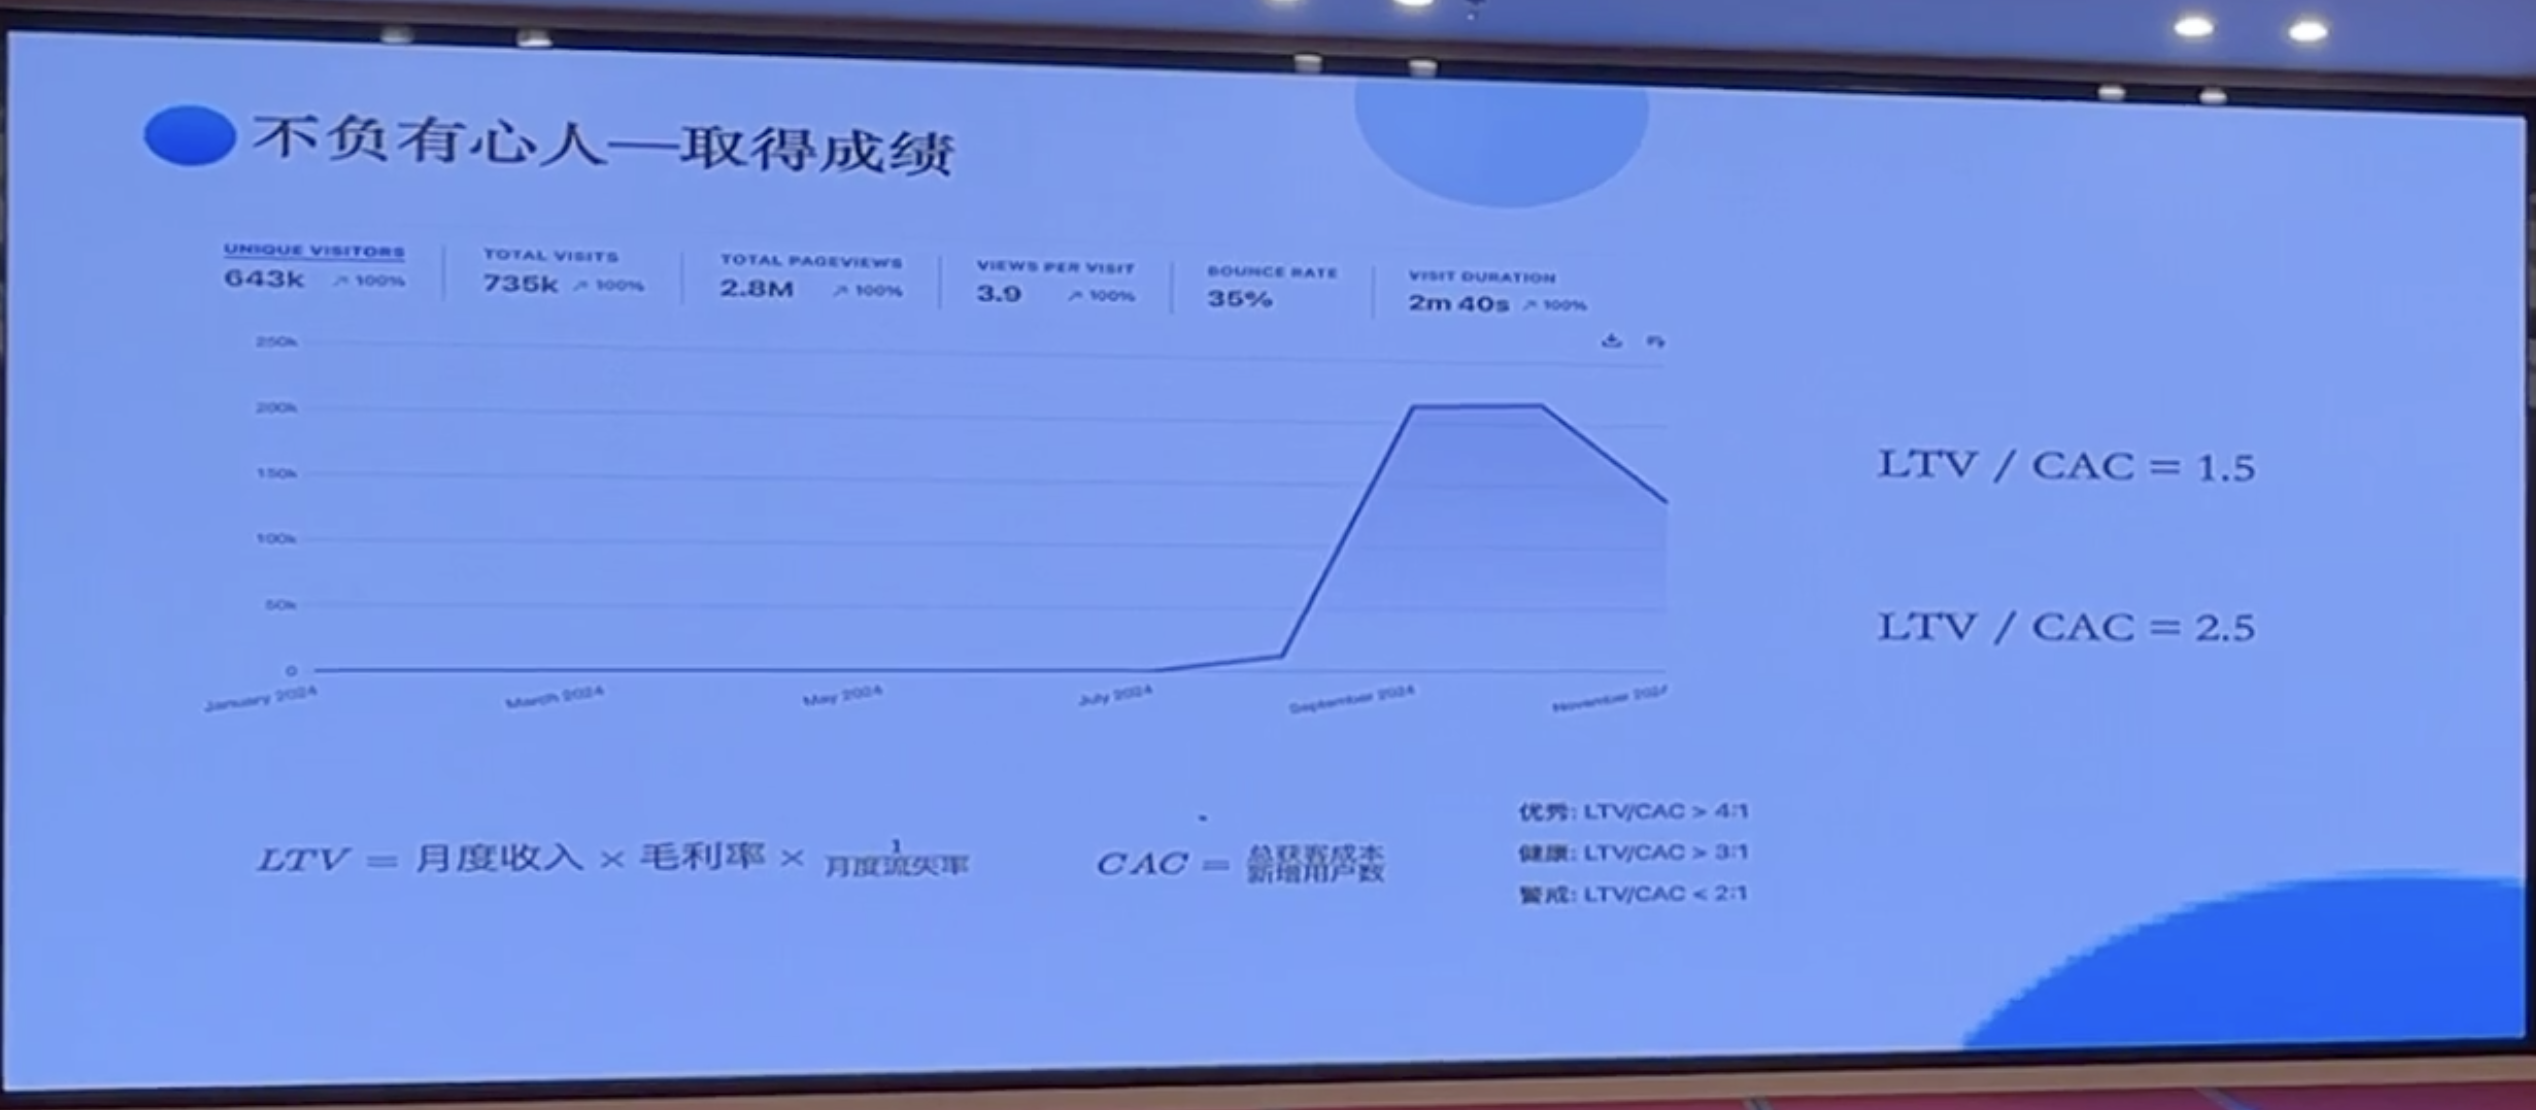 不负有心人—取得成绩
UNIQUE VISITORS
643k ↗ 100%
TOTAL VISITS
735k ↗ 100%
TOTAL PAGEVIEWS
2.8M ↗ 100%
VIEWS PER VISIT
3.9 ↗ 100%
BOUNCE RATE
35%
VISIT DURATION
2m 40s ↗ 100%
250k
200k
150k
100k
50k
0
January 2024
March 2024
May 2024
July 2024
September 2024
November 2024
LTV / CAC = 1.5
LTV / CAC = 2.5
LTV = 月度收入 × 毛利率 × 1
月度流失率
CAC = 总获客成本
新增用户数
优秀: LTV/CAC > 4:1
健康: LTV/CAC > 3:1
警戒: LTV/CAC < 2:1